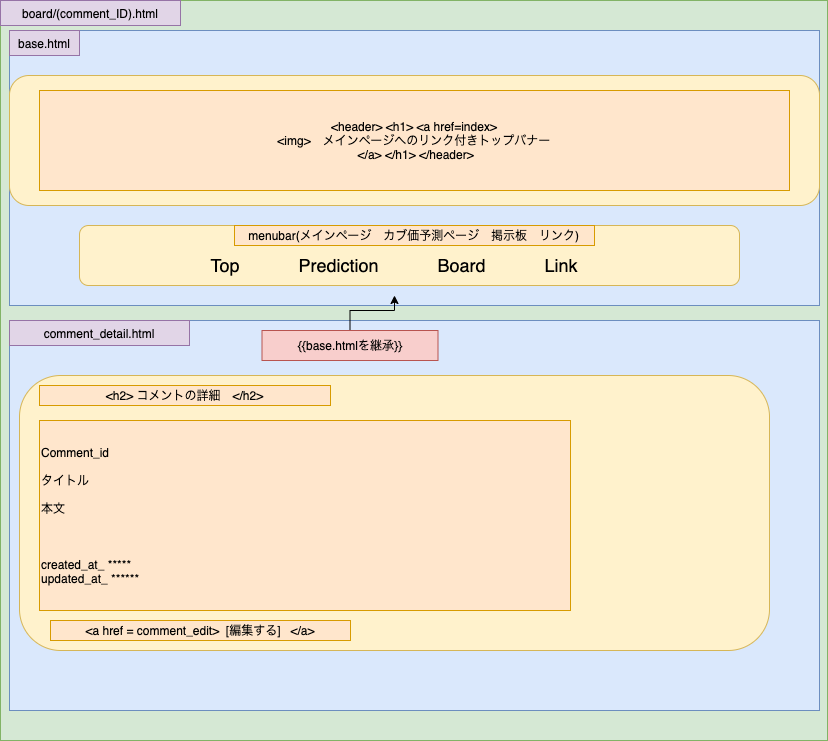 board/(comment_ID).html
base.html
<header> <h1> <a href=index>
<img>　メインページへのリンク付きトップバナー
</a> </h1> </header>
menubar(メインページ　カブ価予測ページ　掲示板　リンク)
Top Prediction Board Link
comment_detail.html
{{base.htmlを継承}}
<h2> コメントの詳細　</h2>
Comment_id
タイトル
本文
created_at_ *****
updated_at_ ******
<a href = comment_edit>［編集する］</a>